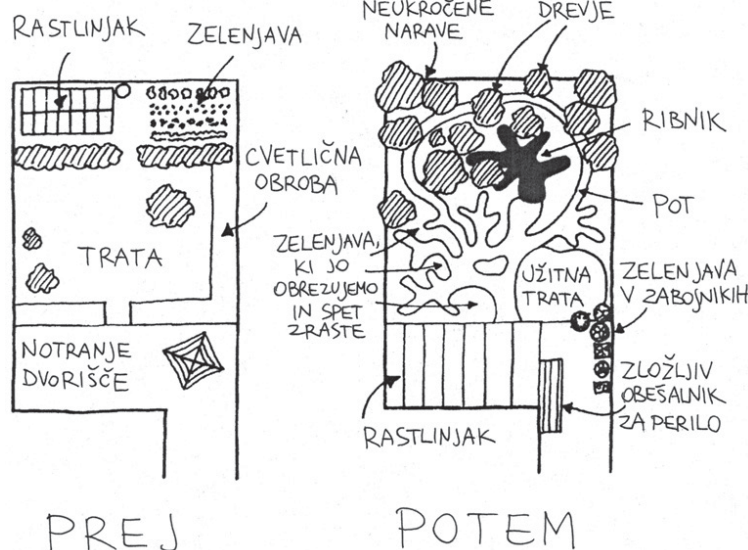 RASTLINJAK
ZELENJAVA
CVETLIČNA
OBROBA
TRATA
NOTRANJE
DVORIŠČE
PREJ
NEUKROČENE
NARAVE
DREVJE
RIBNIK
POT
ZELENJAVA,
KI JO
OBREZUJEMO
IN SPET
ZRASTE
UŽITNA
TRATA
ZELENJAVA
V ZABOJNIKIH
ZLOŽLJIV
OBEŠALNIK
ZA PERILO
RASTLINJAK
POTEM